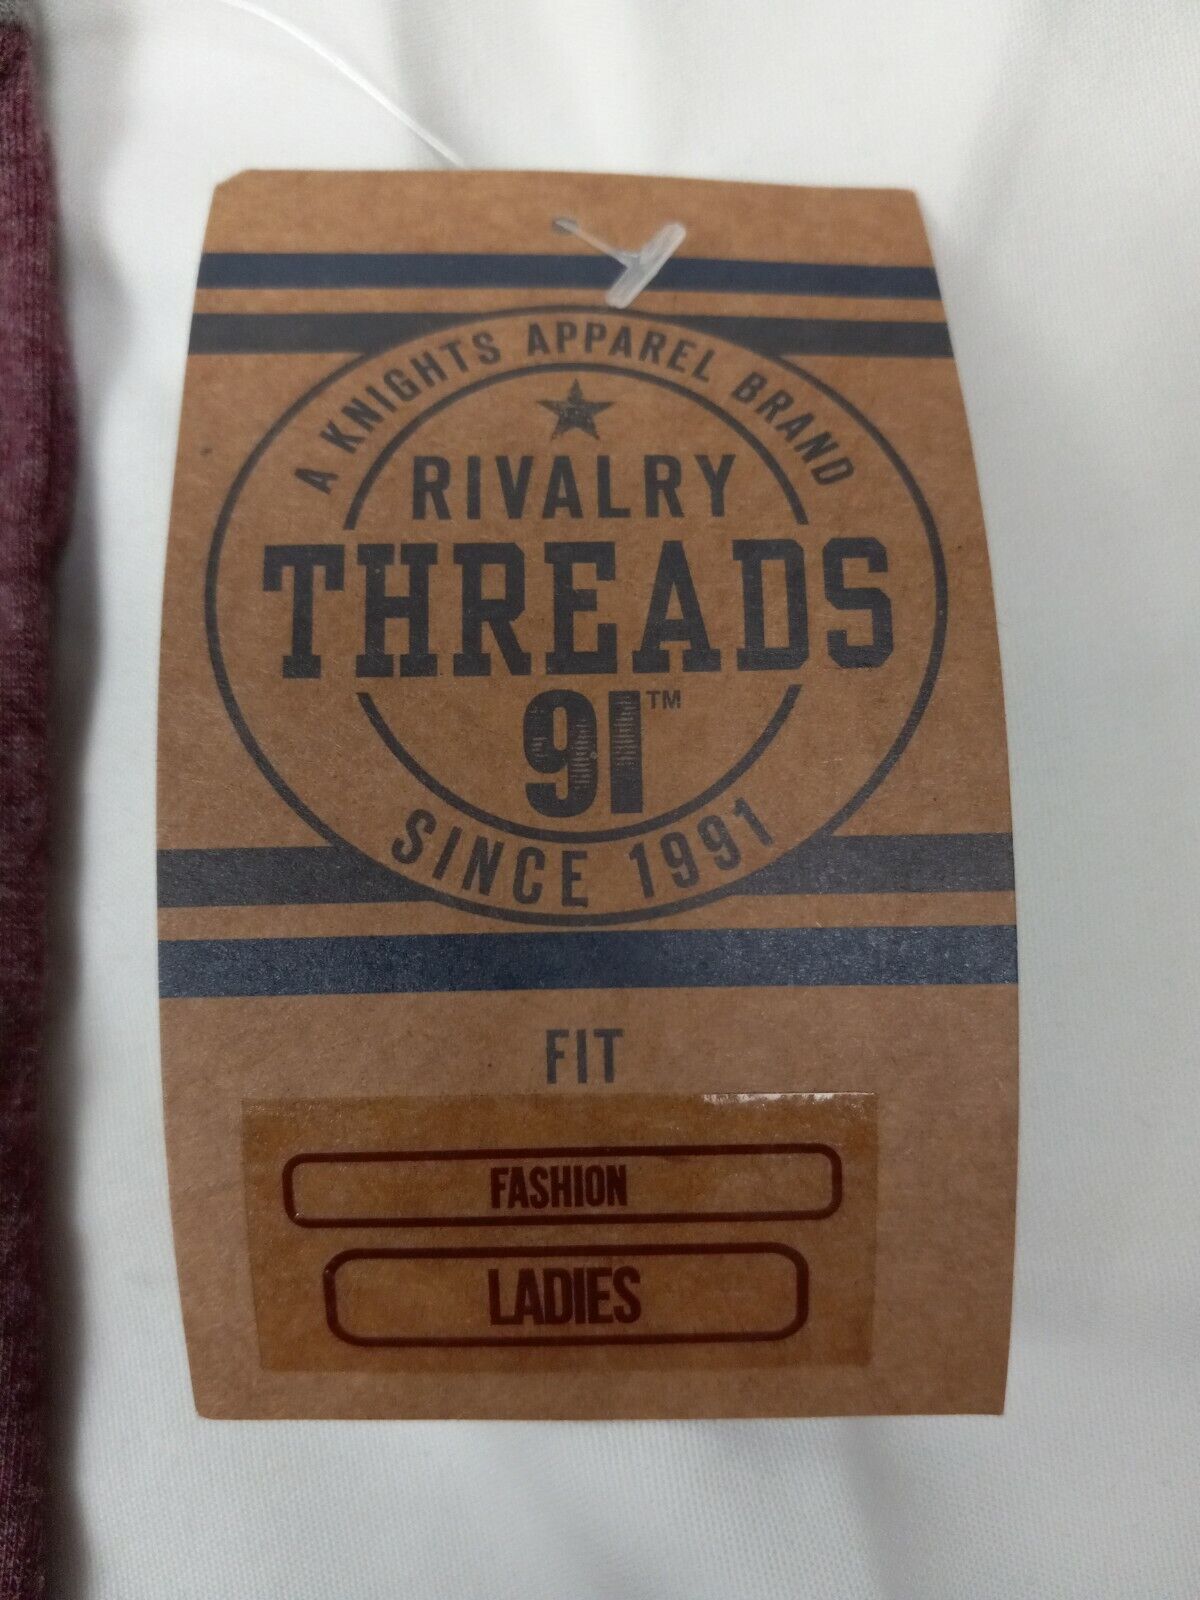 A KNIGHTS APPAREL BRAND
RIVALRY
THREADS
91™
SINCE 1991
FIT
FASHION
LADIES